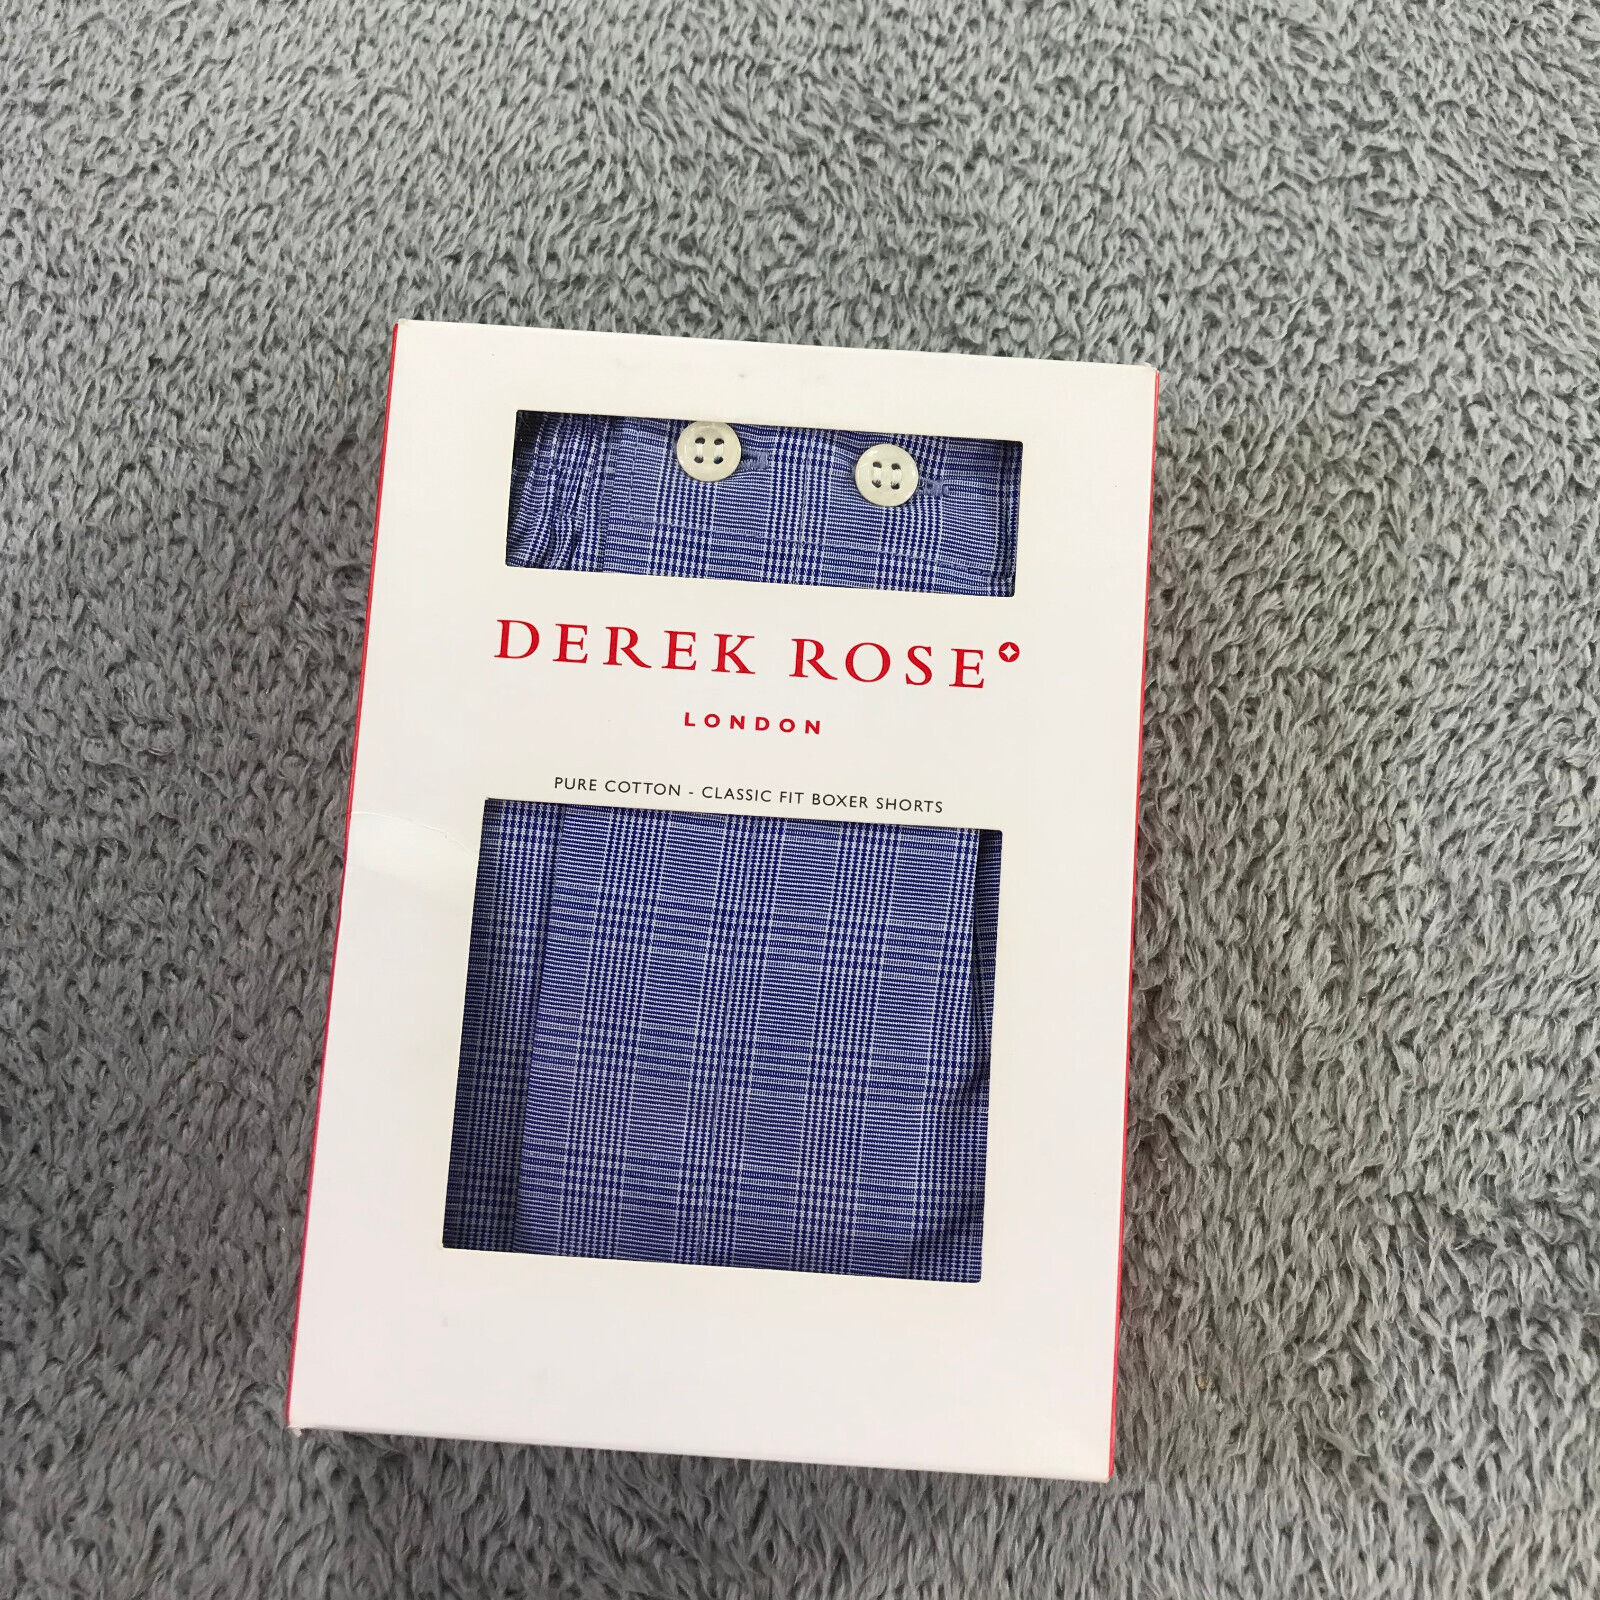 DEREK ROSE
LONDON
PURE COTTON - CLASSIC FIT BOXER SHORTS